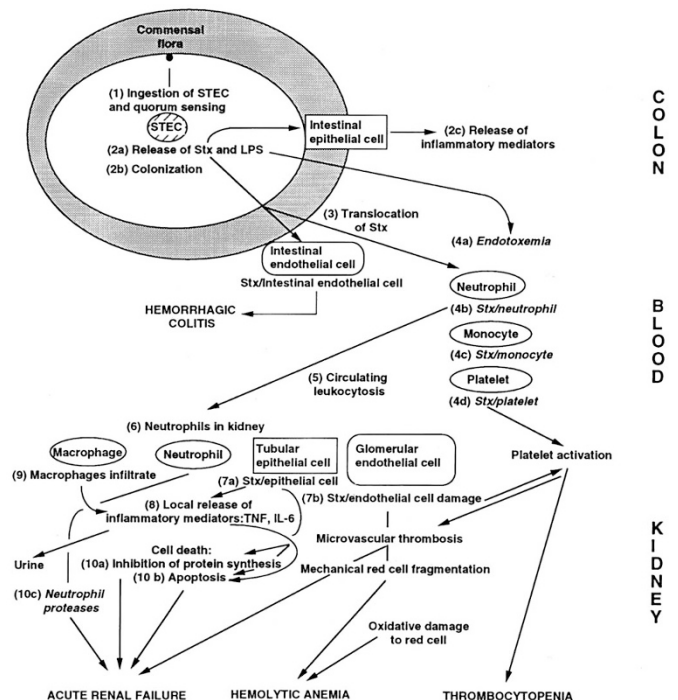 Commensal
flora
(1) Ingestion of STEC
and quorum sensing
STEC
(2a) Release of Stx and LPS
(2b) Colonization
Intestinal
epithelial cell
(2c) Release of
inflammatory mediators
COLON
(3) Translocation
of Stx
(4a) Endotoxemia
Intestinal
endothelial cell
Stx/Intestinal endothelial cell
HEMORRHAGIC
COLITIS
Neutrophil
(4b) Stx/neutrophil
Monocyte
(4c) Stx/monocyte
Platelet
(4d) Stx/platelet
BLOOD
(5) Circulating
leukocytosis
(6) Neutrophils in kidney
Platelet activation
Macrophage
Neutrophil
Tubular
epithelial cell
Glomerular
endothelial cell
(9) Macrophages infiltrate
(7a) Stx/epithelial cell
(7b) Stx/endothelial cell damage
(8) Local release of
inflammatory mediators:TNF, IL-6
Microvascular thrombosis
Urine
Cell death:
(10a) Inhibition of protein synthesis
(10 b) Apoptosis
Mechanical red cell fragmentation
(10c) Neutrophil
proteases
KIDNEY
Oxidative damage
to red cell
ACUTE RENAL FAILURE
HEMOLYTIC ANEMIA
THROMBOCYTOPENIA